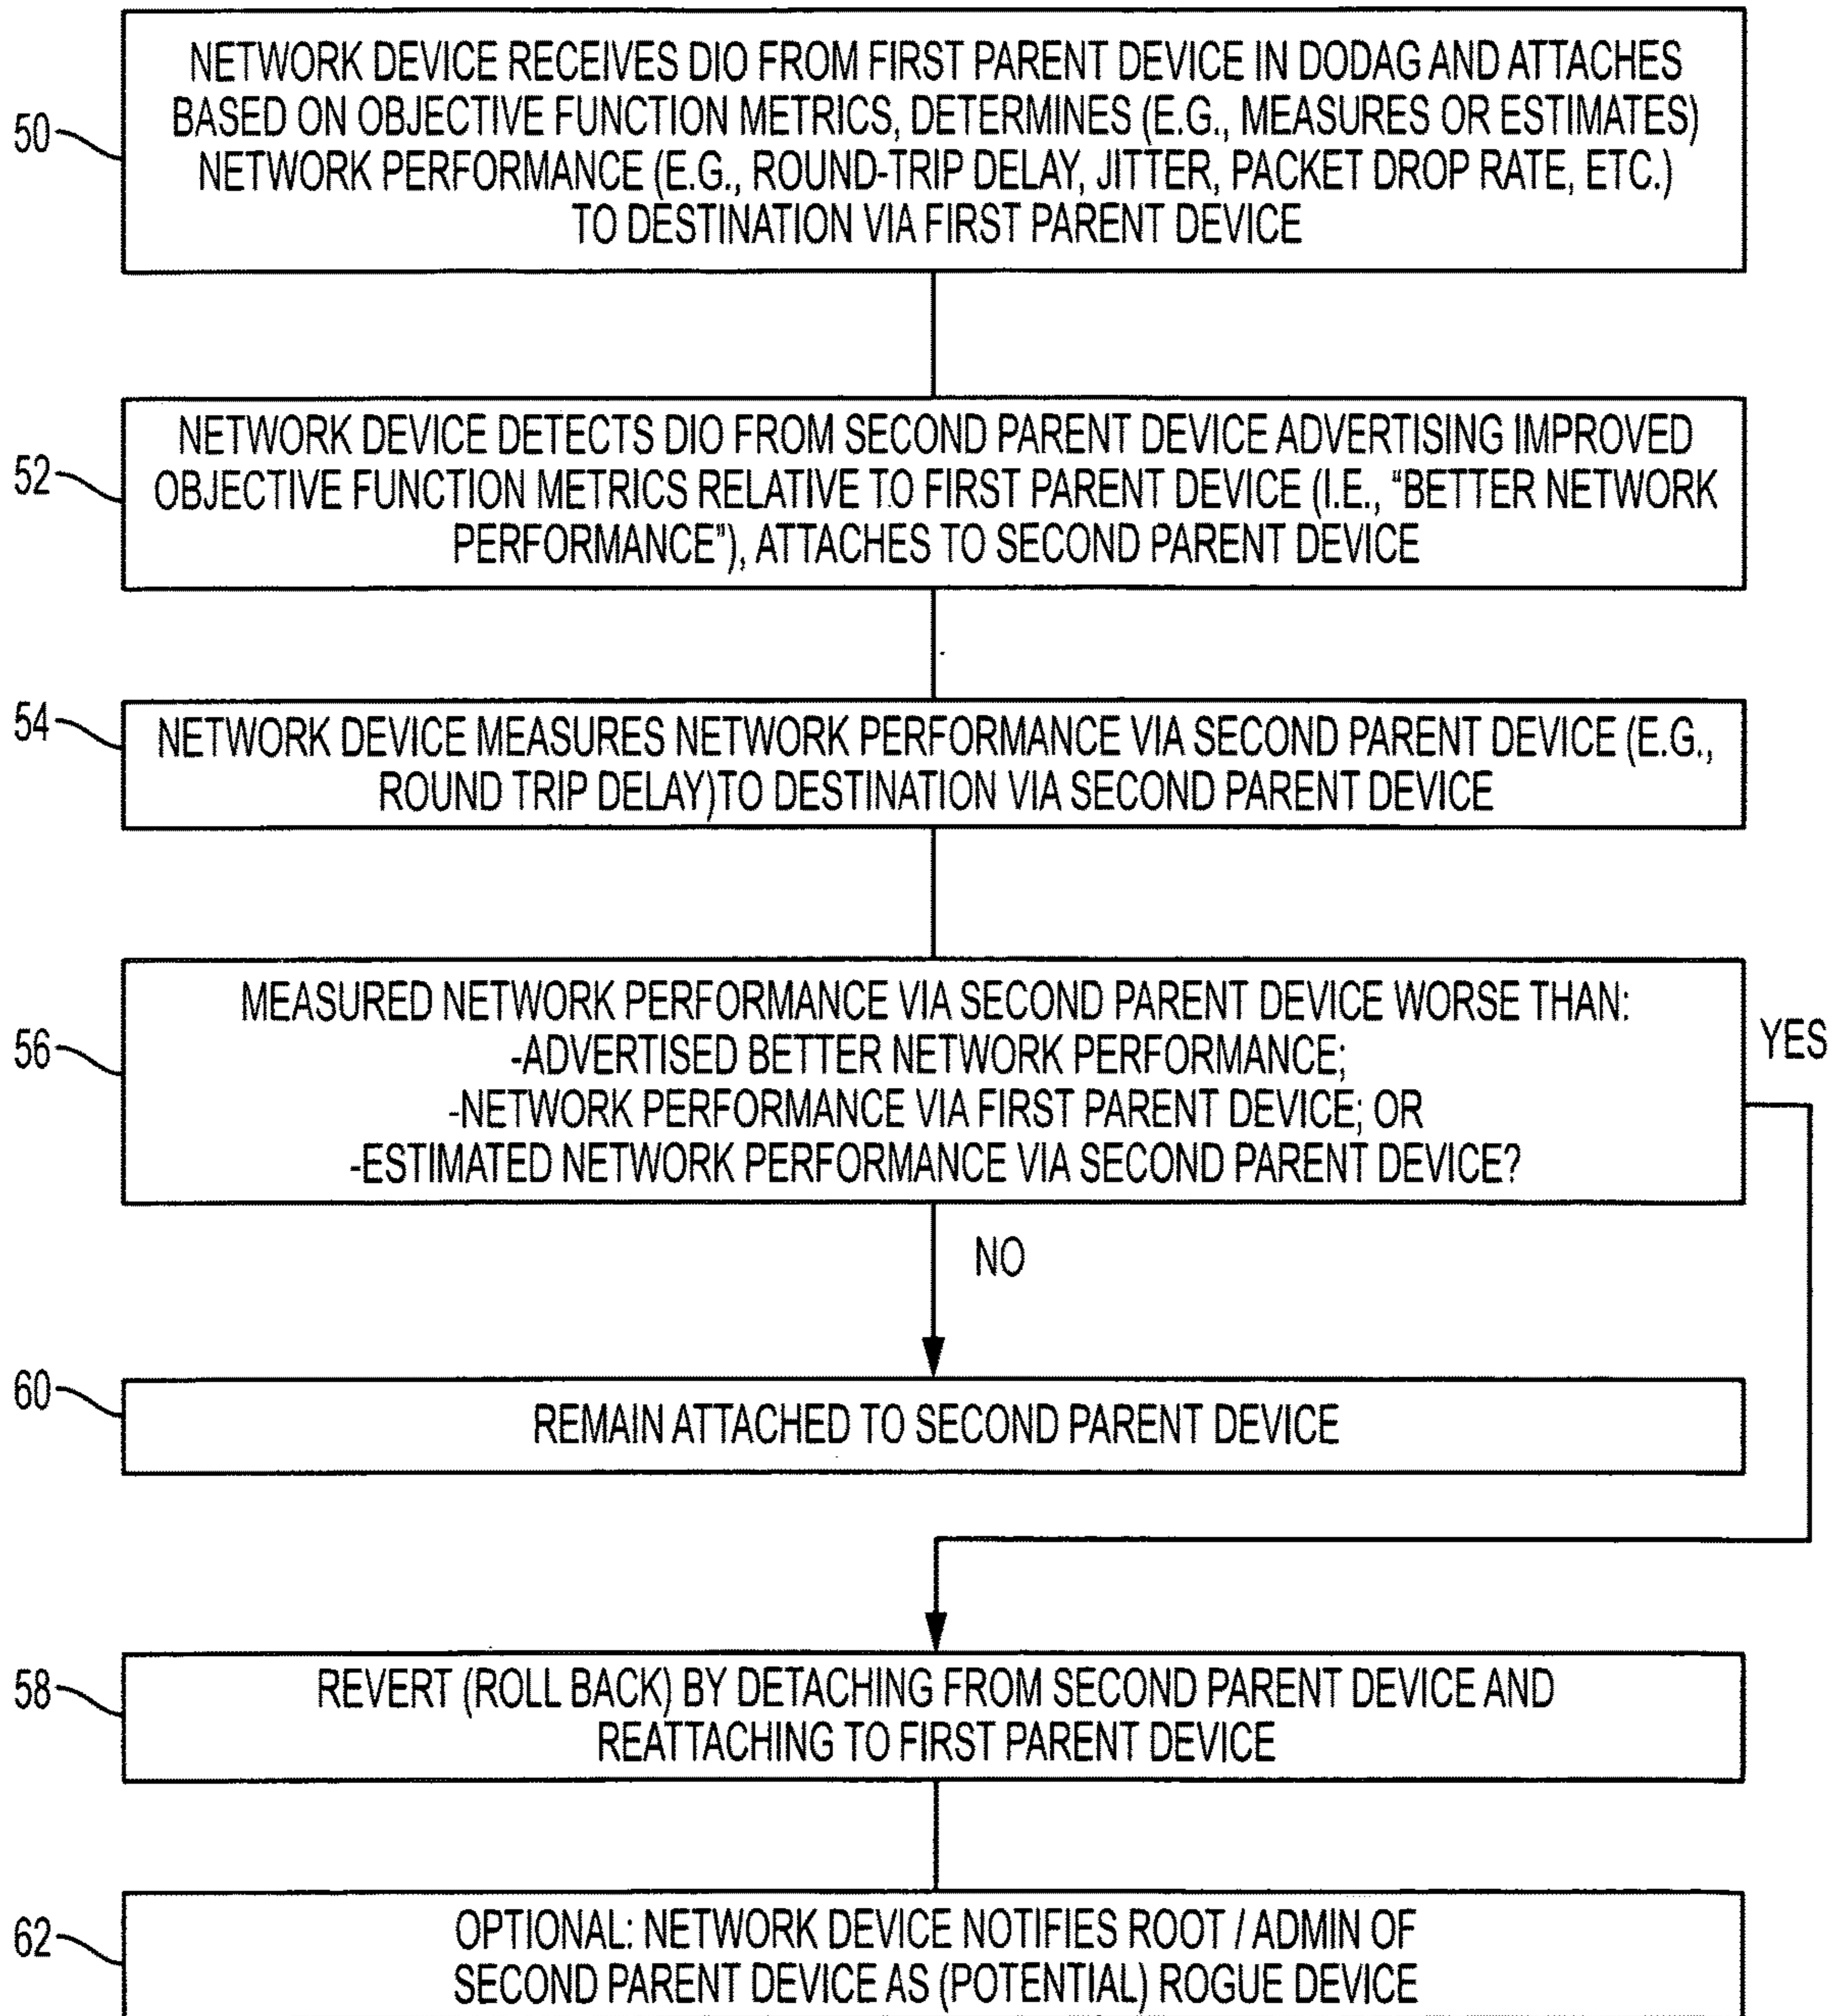 50
NETWORK DEVICE RECEIVES DIO FROM FIRST PARENT DEVICE IN DODAG AND ATTACHES
BASED ON OBJECTIVE FUNCTION METRICS, DETERMINES (E.G., MEASURES OR ESTIMATES)
NETWORK PERFORMANCE (E.G., ROUND-TRIP DELAY, JITTER, PACKET DROP RATE, ETC.)
TO DESTINATION VIA FIRST PARENT DEVICE
52
NETWORK DEVICE DETECTS DIO FROM SECOND PARENT DEVICE ADVERTISING IMPROVED
OBJECTIVE FUNCTION METRICS RELATIVE TO FIRST PARENT DEVICE (I.E., “BETTER NETWORK
PERFORMANCE”), ATTACHES TO SECOND PARENT DEVICE
54
NETWORK DEVICE MEASURES NETWORK PERFORMANCE VIA SECOND PARENT DEVICE (E.G.,
ROUND TRIP DELAY)TO DESTINATION VIA SECOND PARENT DEVICE
56
MEASURED NETWORK PERFORMANCE VIA SECOND PARENT DEVICE WORSE THAN:
-ADVERTISED BETTER NETWORK PERFORMANCE;
-NETWORK PERFORMANCE VIA FIRST PARENT DEVICE; OR
-ESTIMATED NETWORK PERFORMANCE VIA SECOND PARENT DEVICE?
YES
NO
60
REMAIN ATTACHED TO SECOND PARENT DEVICE
58
REVERT (ROLL BACK) BY DETACHING FROM SECOND PARENT DEVICE AND
REATTACHING TO FIRST PARENT DEVICE
62
OPTIONAL: NETWORK DEVICE NOTIFIES ROOT / ADMIN OF
SECOND PARENT DEVICE AS (POTENTIAL) ROGUE DEVICE